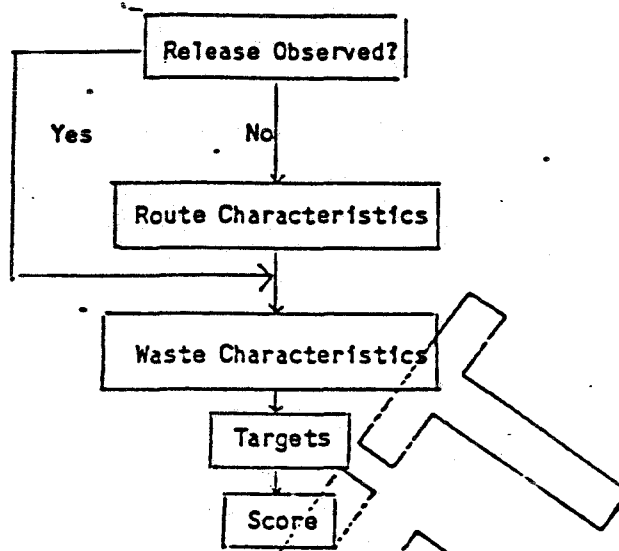 Release Observed?
Yes
No
Route Characteristics
Waste Characteristics
Targets
Score